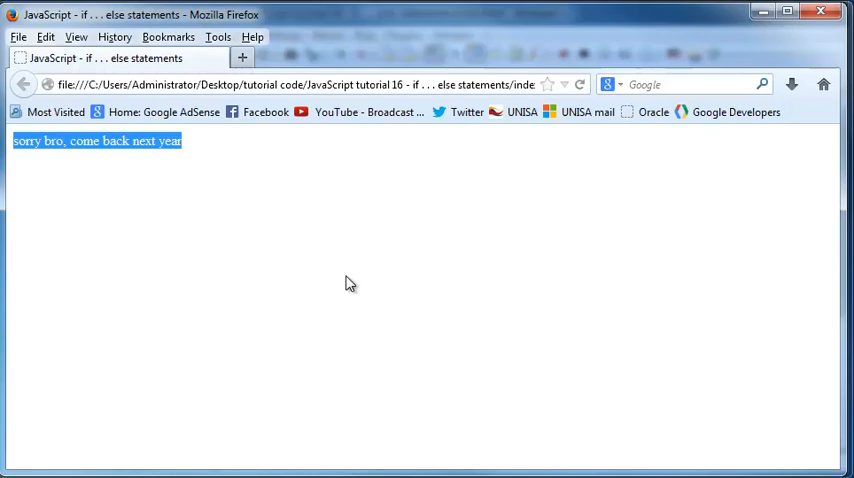 JavaScript - if . . . else statements - Mozilla Firefox
File Edit View History Bookmarks Tools Help
JavaScript - if . . . else statements
file:///C:/Users/Administrator/Desktop/tutorial code/JavaScript tutorial 16 - if . . . else statements/inde
8 Google
Most Visited 8 Home: Google AdSense f Facebook YouTube - Broadcast ... Twitter UNISA UNISA mail Oracle Google Developers
sorry bro, come back next year